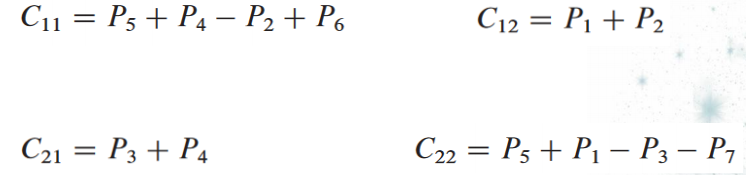 C₁₁ = P₅ + P₄ − P₂ + P₆ C₁₂ = P₁ + P₂
C₂₁ = P₃ + P₄ C₂₂ = P₅ + P₁ − P₃ − P₇